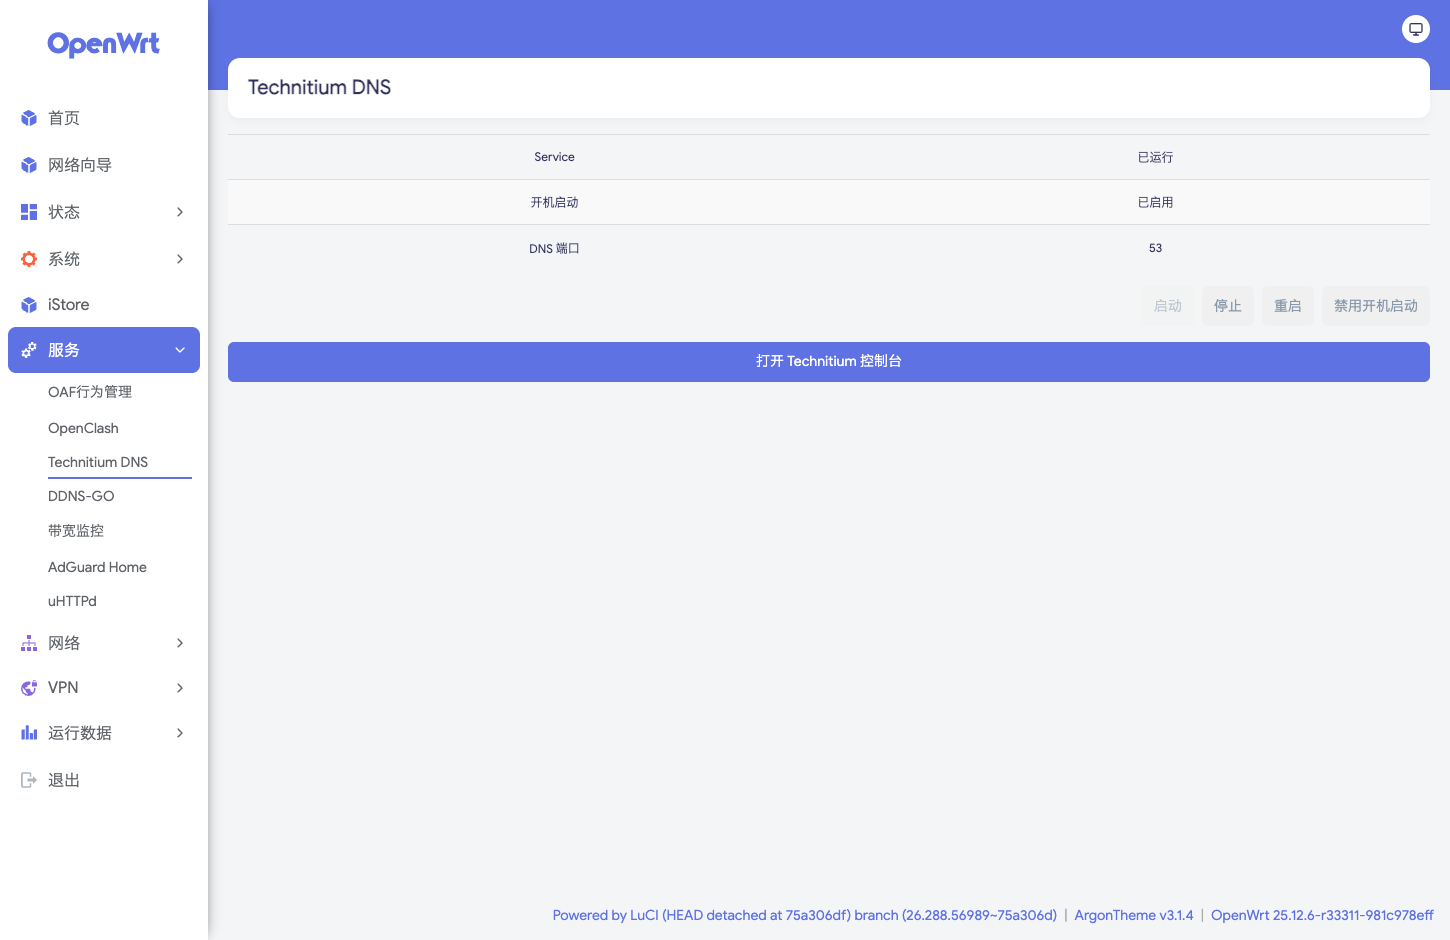 OpenWrt
首页
网络向导
状态
系统
iStore
服务
OAF行为管理
OpenClash
Technitium DNS
DDNS-GO
带宽监控
AdGuard Home
uHTTPd
网络
VPN
运行数据
退出
Technitium DNS
Service 已运行
开机启动 已启用
DNS 端口 53
启动 停止 重启 禁用开机启动
打开 Technitium 控制台
Powered by LuCI (HEAD detached at 75a306df) branch (26.288.56989~75a306d) | ArgonTheme v3.1.4 | OpenWrt 25.12.6-r33311-981c978eff